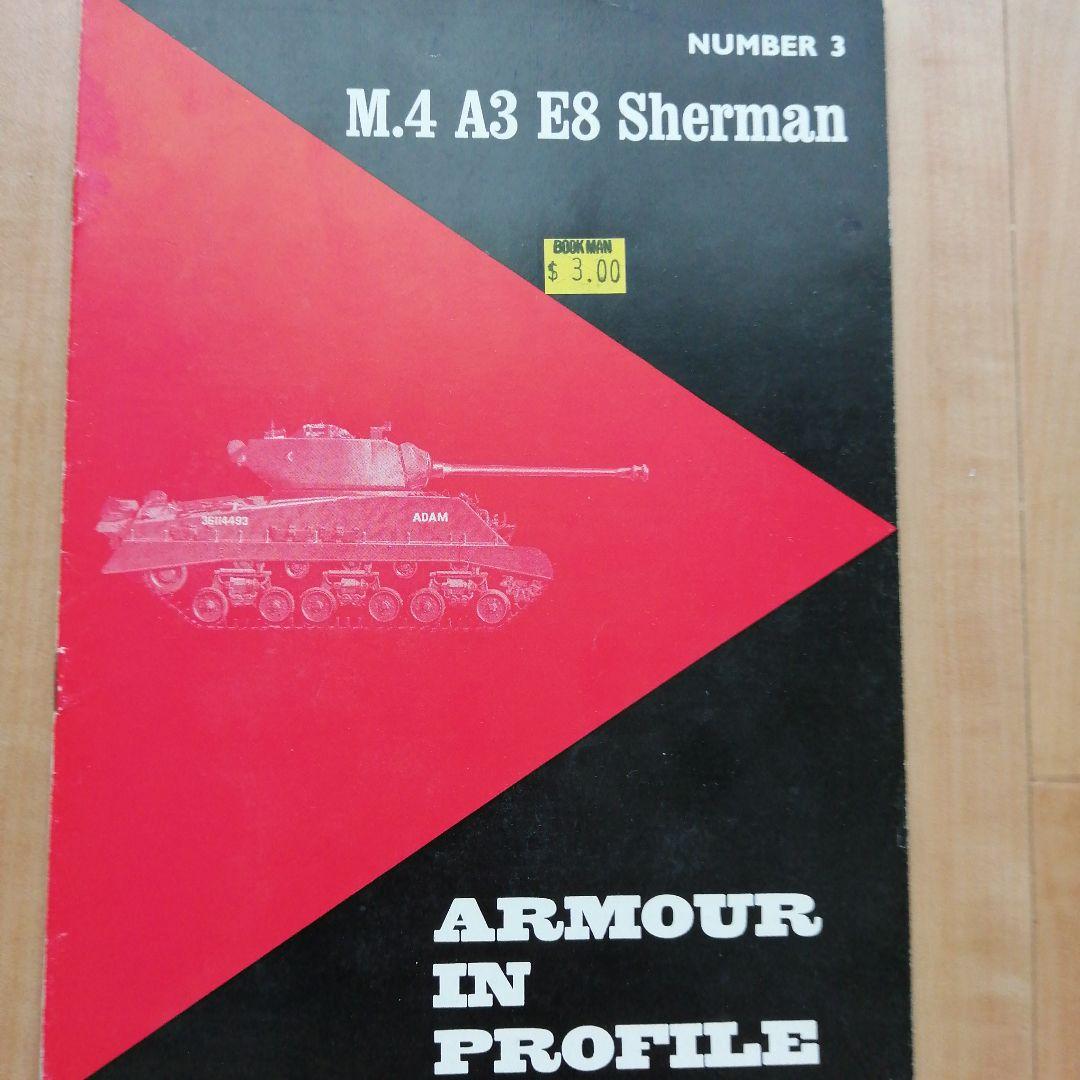 NUMBER 3
M.4 A3 E8 Sherman
BOOK MAN
$ 3.00
36114493
ADAM
ARMOUR
IN
PROFILE